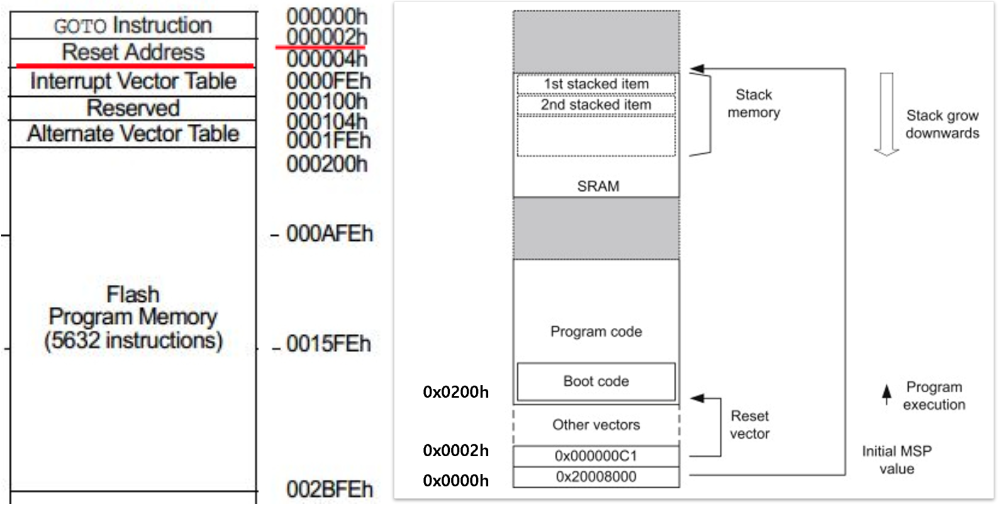 GOTO Instruction
000000h
000002h
Reset Address
000004h
Interrupt Vector Table
0000FEh
000100h
Reserved
000104h
Alternate Vector Table
0001FEh
000200h
000AFEh
Flash
Program Memory
(5632 instructions)
0015FEh
002BFEh
1st stacked item
2nd stacked item
Stack
memory
Stack grow
downwards
SRAM
Program code
Boot code
0x0200h
Program
execution
Other vectors
Reset
vector
0x0002h
0x000000C1
Initial MSP
value
0x0000h
0x20008000